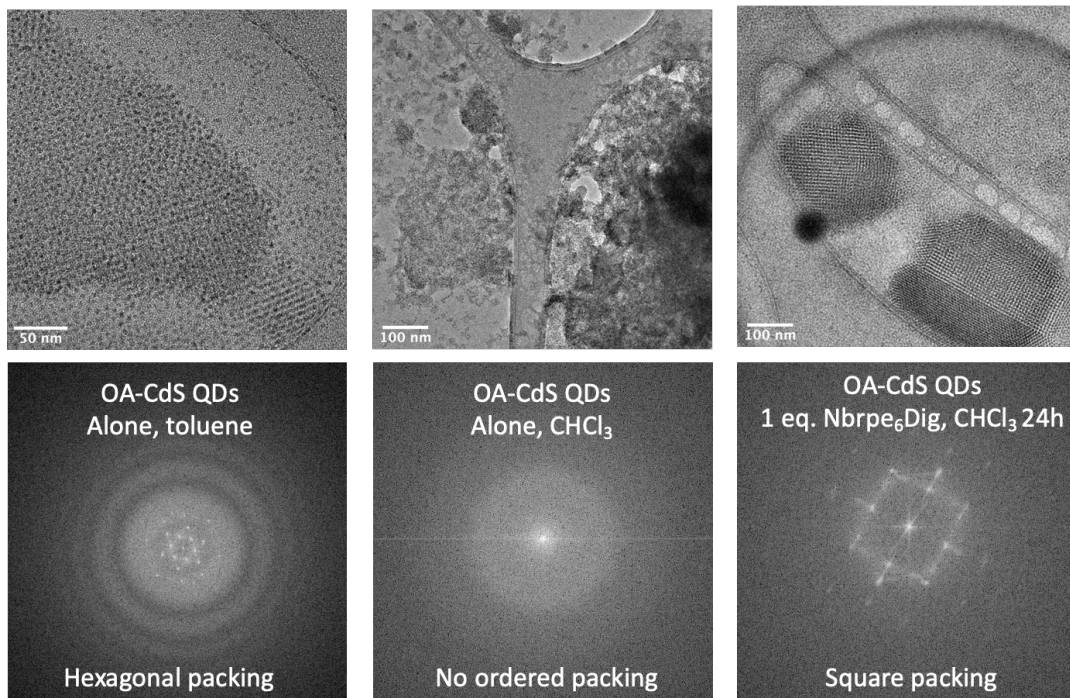 50 nm
100 nm
100 nm
OA-CdS QDs
Alone, toluene
Hexagonal packing
OA-CdS QDs
Alone, CHCl₃
No ordered packing
OA-CdS QDs
1 eq. Nbrpe₆Dig, CHCl₃ 24h
Square packing